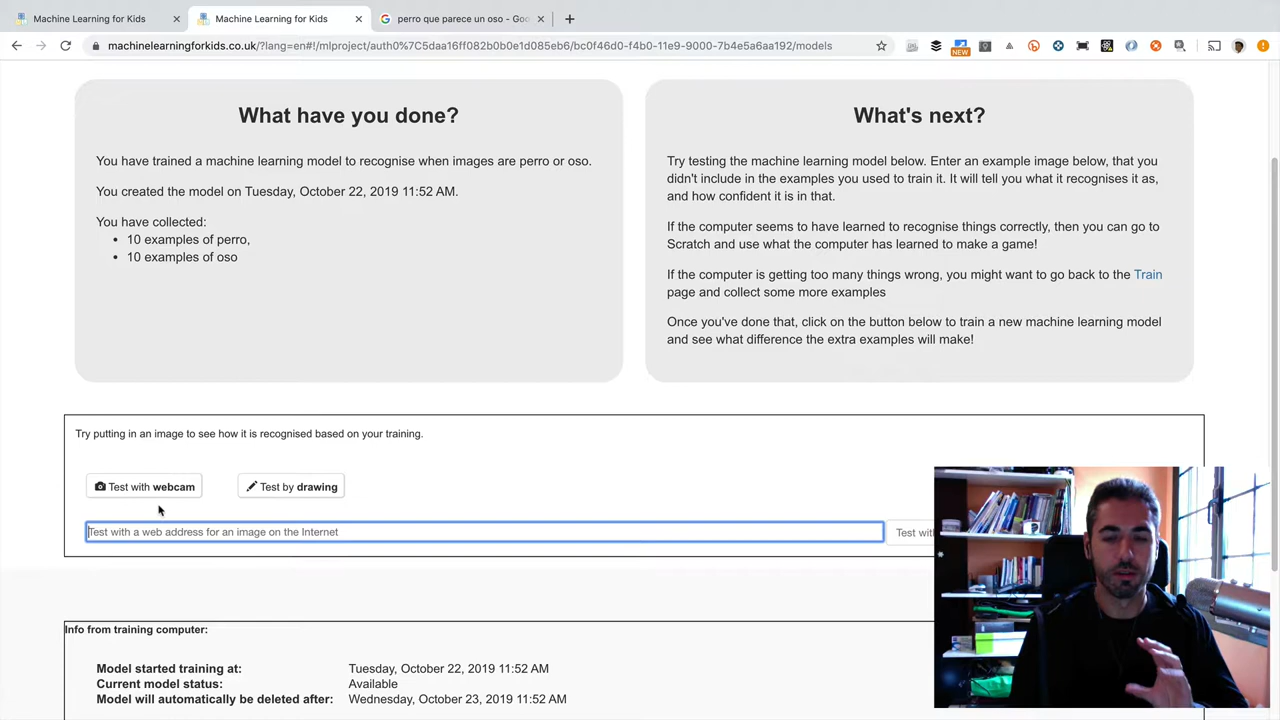 Machine Learning for Kids
Machine Learning for Kids
perro que parece un oso - Goo
machinelearningforkids.co.uk/?lang=en#!/mlproject/auth0%7C5daa16ff082b0b1c1d085eb6/bc0f46d0-f4b0-11e9-9000-7b4e5a6aa192/models
NEW
What have you done?
You have trained a machine learning model to recognise when images are perro or oso.
You created the model on Tuesday, October 22, 2019 11:52 AM.
You have collected:
• 10 examples of perro,
• 10 examples of oso
What's next?
Try testing the machine learning model below. Enter an example image below, that you
didn't include in the examples you used to train it. It will tell you what it recognises it as,
and how confident it is in that.
If the computer seems to have learned to recognise things correctly, then you can go to
Scratch and use what the computer has learned to make a game!
If the computer is getting too many things wrong, you might want to go back to the Train
page and collect some more examples
Once you've done that, click on the button below to train a new machine learning model
and see what difference the extra examples will make!
Try putting in an image to see how it is recognised based on your training.
Test with webcam
Test by drawing
Test with a web address for an image on the Internet
Test with
Info from training computer:
Model started training at: Tuesday, October 22, 2019 11:52 AM
Current model status: Available
Model will automatically be deleted after: Wednesday, October 23, 2019 11:52 AM